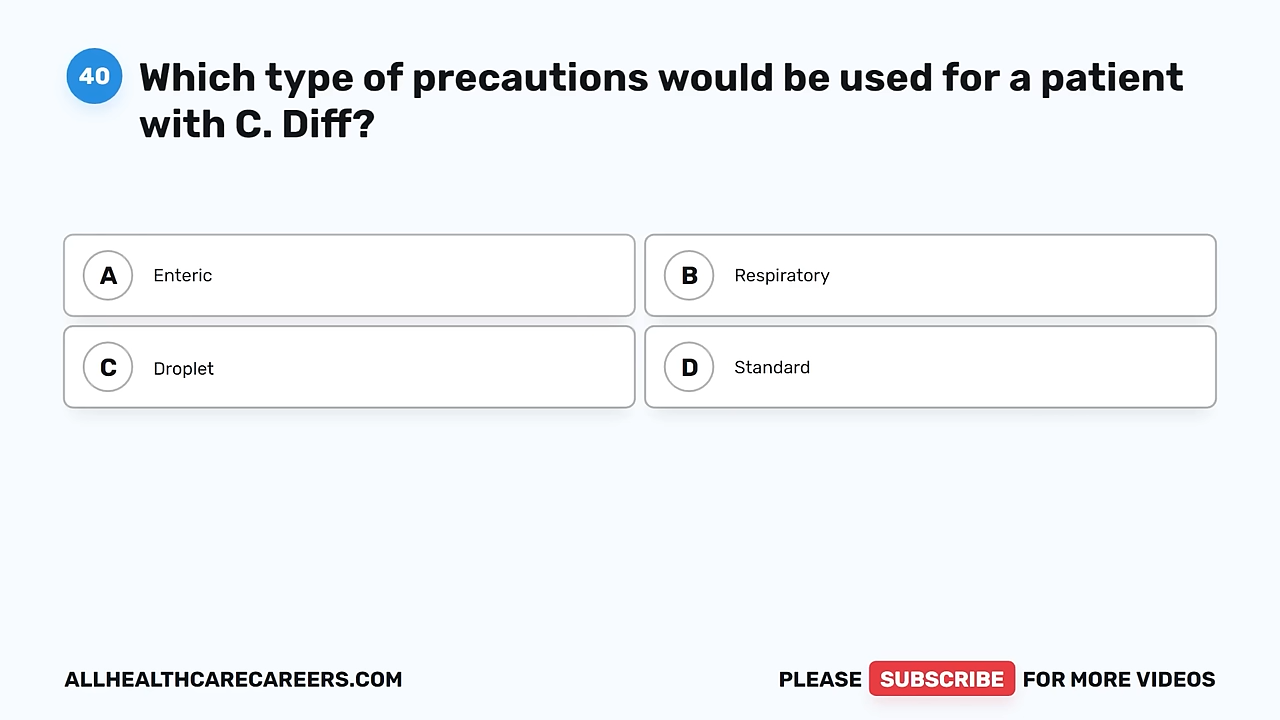 40
Which type of precautions would be used for a patient
with C. Diff?
A Enteric
B Respiratory
C Droplet
D Standard
ALLHEALTHCARECAREERS.COM
PLEASE SUBSCRIBE FOR MORE VIDEOS